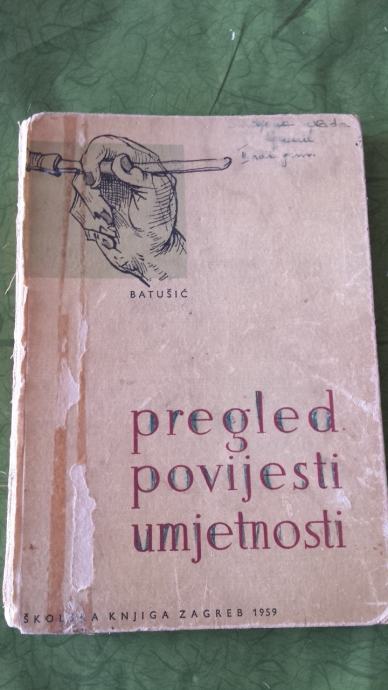 BATUŠIĆ
pregled
povijesti
umjetnosti
ŠKOLSKA KNJIGA ZAGREB 1959